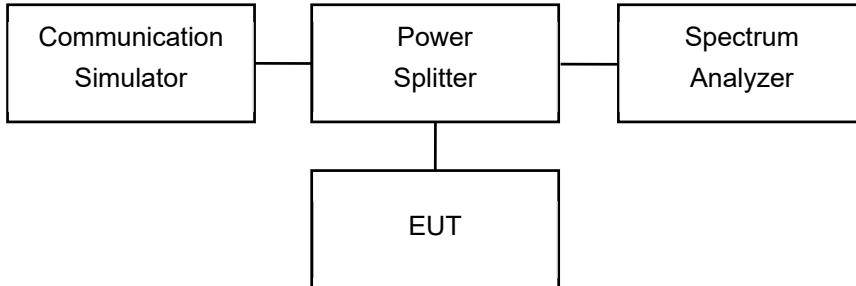 Communication
Simulator
Power
Splitter
Spectrum
Analyzer
EUT